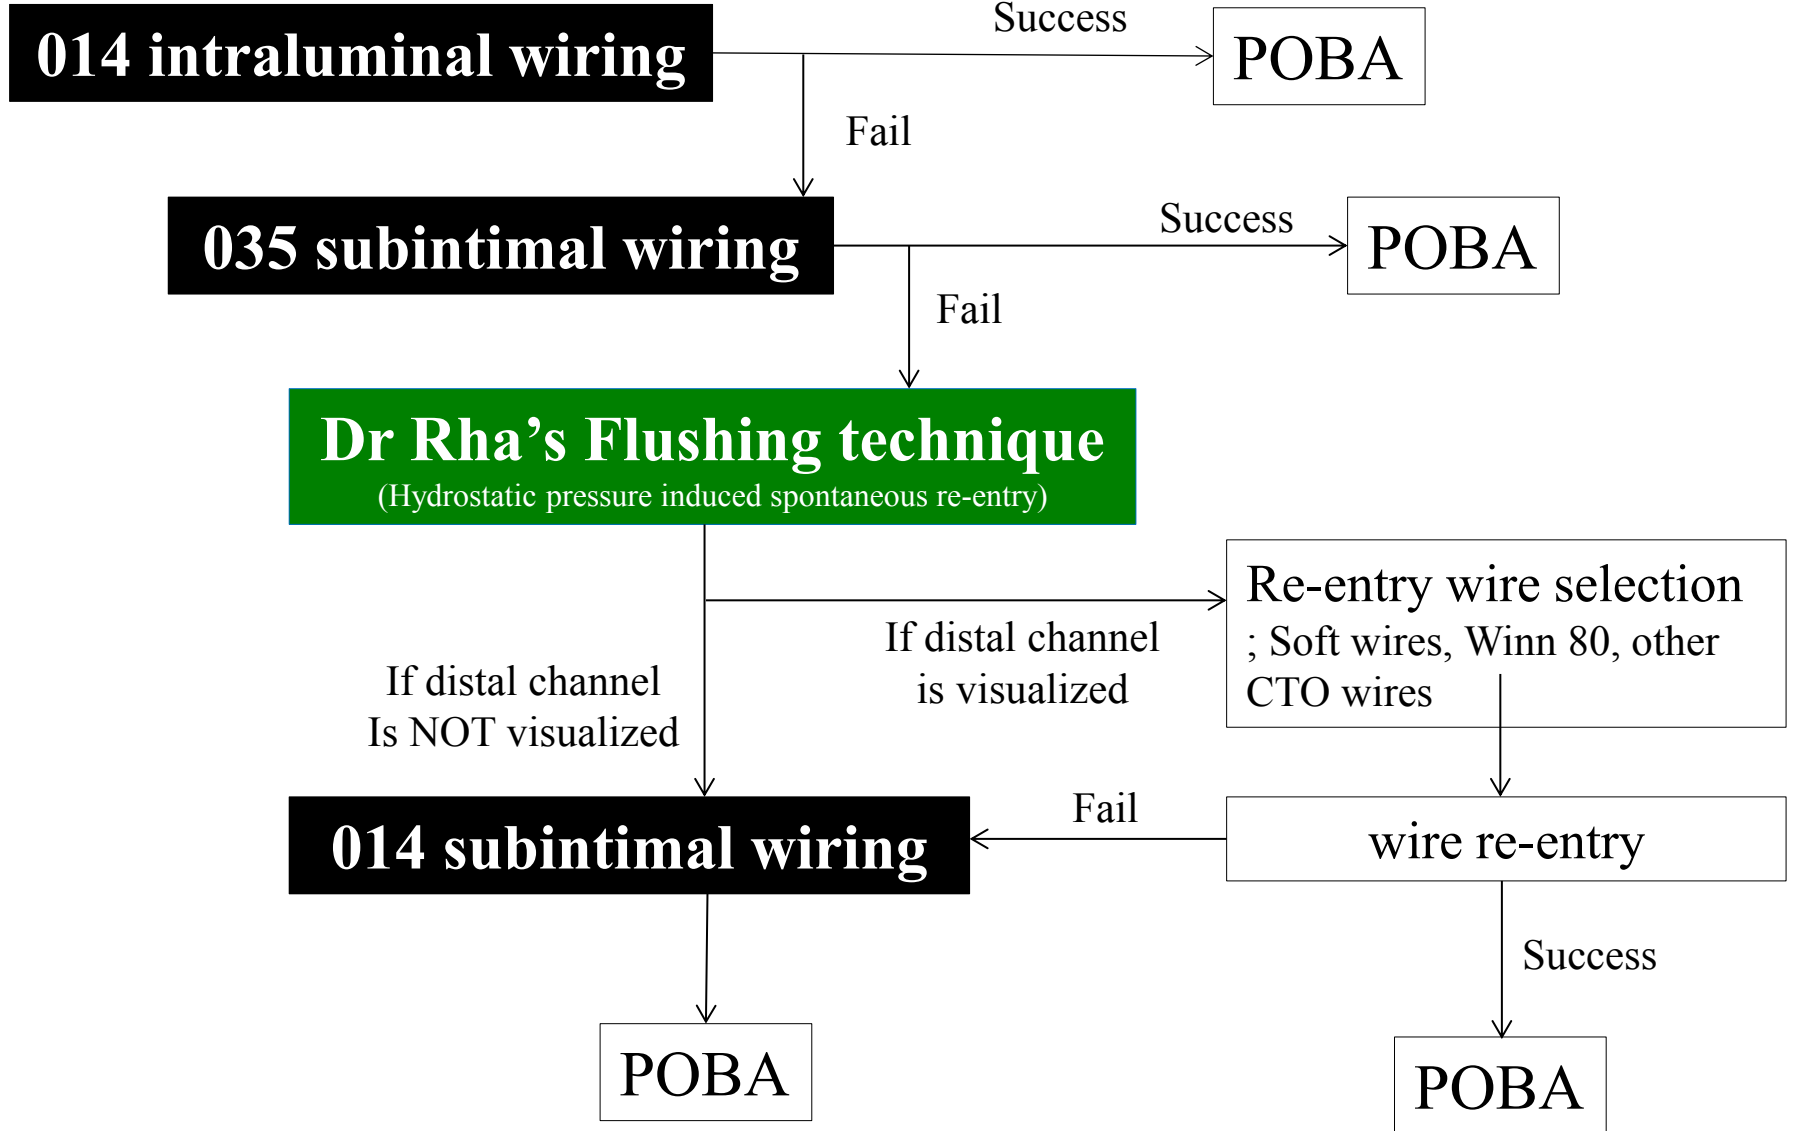 Success
014 intraluminal wiring
POBA
Fail
035 subintimal wiring
Success
POBA
Fail
Dr Rha’s Flushing technique
(Hydrostatic pressure induced spontaneous re-entry)
Re-entry wire selection
; Soft wires, Winn 80, other
CTO wires
If distal channel
is visualized
If distal channel
Is NOT visualized
014 subintimal wiring
Fail
wire re-entry
Success
POBA
POBA